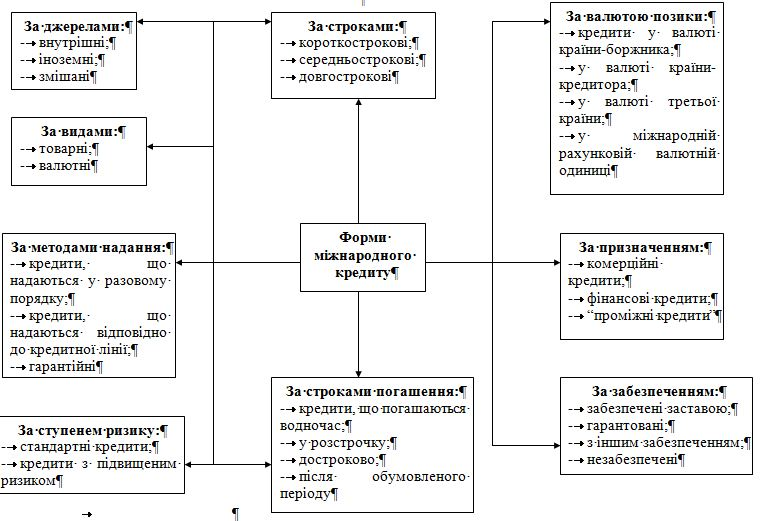 За джерелами:¶
внутрішні;¶
іноземні;¶
змішані¶
За строками:¶
короткострокові;¶
середньострокові;¶
довгострокові¶
За валютою позики:¶
кредити у валюті
країни-боржника;¶
у валюті країни-
кредитора;¶
у валюті третьої
країни;¶
у міжнародній
рахунковій валютній
одиниці¶
За видами:¶
товарні;¶
валютні¶
За методами надання:¶
кредити, що
надаються у разовому
порядку;¶
кредити, що
надаються відповідно
до кредитної лінії;¶
гарантійні¶
Форми
міжнародного
кредиту¶
За призначенням:¶
комерційні
кредити;¶
фінансові кредити;¶
“проміжні кредити”¶
За ступенем ризику:¶
стандартні кредити;¶
кредити з підвищеним
ризиком¶
За строками погашення:¶
кредити, що погашаються
водночас;¶
у розстрочку;¶
достроково;¶
після обумовленого
періоду¶
За забезпеченням:¶
забезпечені заставою;¶
гарантовані;¶
з іншим забезпеченням;¶
незабезпечені¶